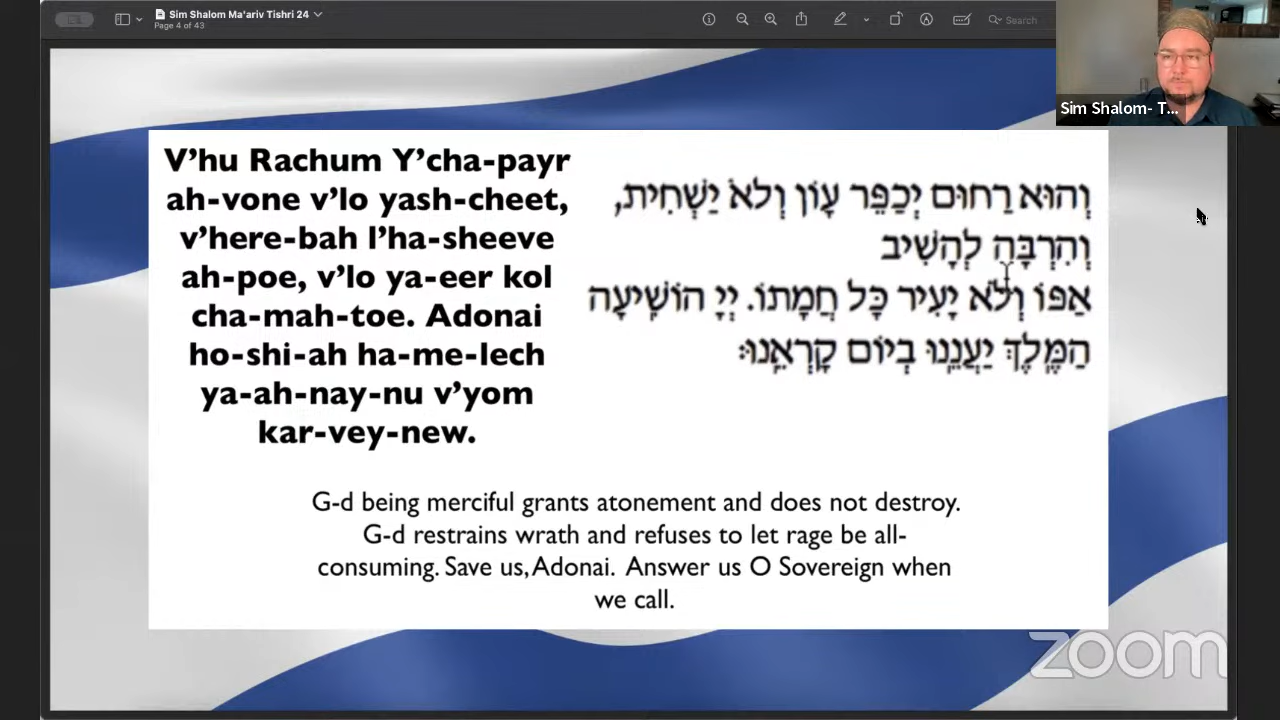 Sim Shalom Ma'ariv Tishri 24
Page 4 of 43
Search
Sim Shalom- T...
V'hu Rachum Y'cha-payr
ah-vone v'lo yash-cheet,
v'here-bah l'ha-sheeve
ah-poe, v'lo ya-eer kol
cha-mah-toe. Adonai
ho-shi-ah ha-me-lech
ya-ah-nay-nu v'yom
kar-vey-new.
וְהוּא רַחוּם יְכַפֵּר עָוֹן וְלֹא יַשְׁחִית,
וְהִרְבָּה לְהָשִׁיב
אַפּוֹ וְלֹא יָעִיר כָּל חֲמָתוֹ. יְיָ הוֹשִֽׁיעָה
הַמֶּֽלֶךְ יַעֲנֵֽנוּ בְיוֹם קָרְאֵֽנוּ׃
G-d being merciful grants atonement and does not destroy.
G-d restrains wrath and refuses to let rage be all-
consuming. Save us, Adonai. Answer us O Sovereign when
we call.
zoom